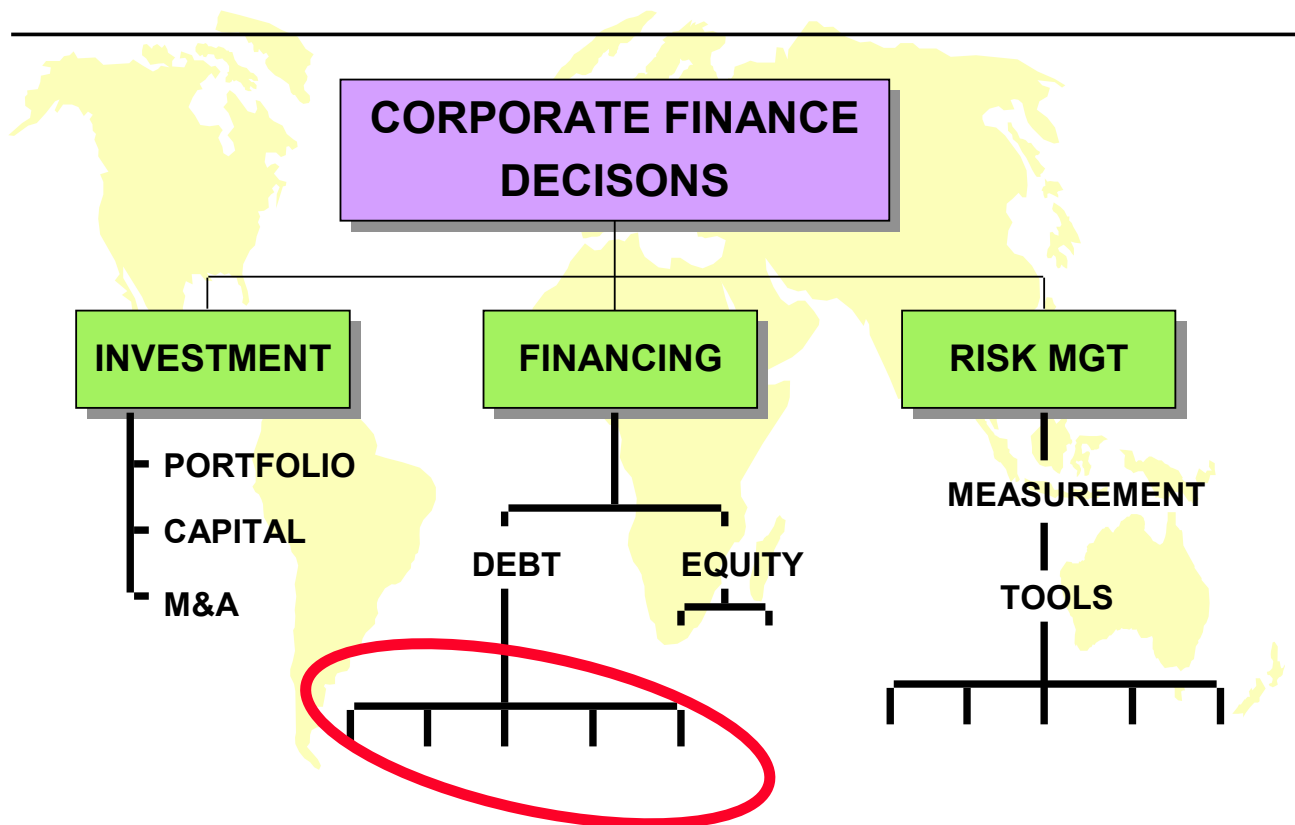 CORPORATE FINANCE
DECISONS
INVESTMENT
FINANCING
RISK MGT
PORTFOLIO
CAPITAL
M&A
DEBT
EQUITY
MEASUREMENT
TOOLS